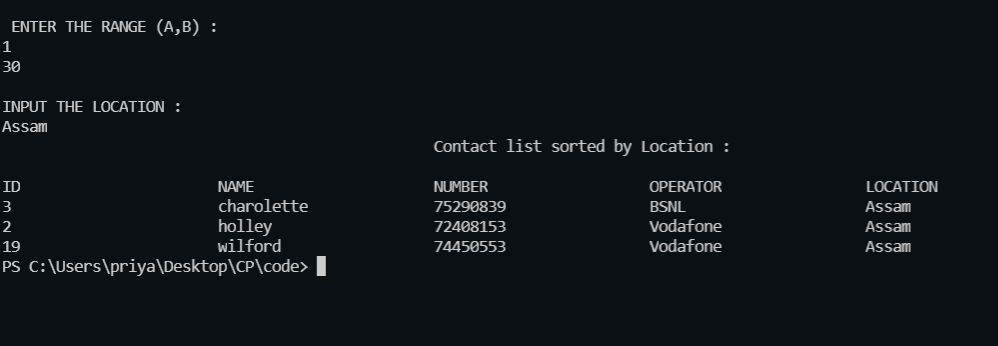 ENTER THE RANGE (A,B) :
1
30
INPUT THE LOCATION :
Assam
Contact list sorted by Location :
ID NAME NUMBER OPERATOR LOCATION
3 charolette 75290839 BSNL Assam
2 holley 72408153 Vodafone Assam
19 wilford 74450553 Vodafone Assam
PS C:\Users\priya\Desktop\CP\code>